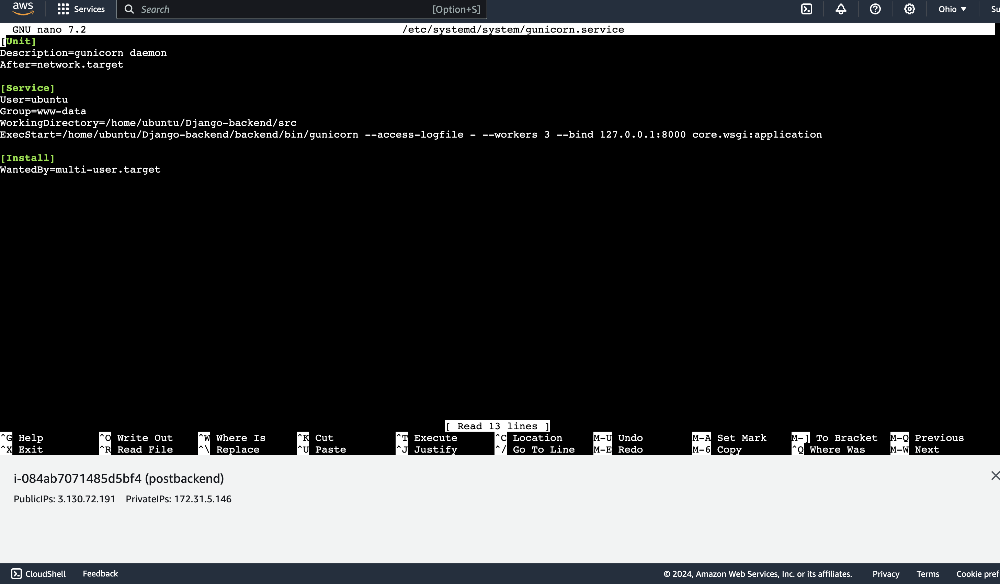 aws Services Search [Option+S] Ohio
GNU nano 7.2 /etc/systemd/system/gunicorn.service
[Unit]
Description=gunicorn daemon
After=network.target
[Service]
User=ubuntu
Group=www-data
WorkingDirectory=/home/ubuntu/Django-backend/src
ExecStart=/home/ubuntu/Django-backend/backend/bin/gunicorn --access-logfile - --workers 3 --bind 127.0.0.1:8000 core.wsgi:application
[Install]
WantedBy=multi-user.target
[ Read 13 lines ]
^G Help ^O Write Out ^W Where Is ^K Cut ^T Execute ^C Location M-U Undo M-A Set Mark M-] To Bracket M-Q Previous
^X Exit ^R Read File ^\ Replace ^U Paste ^J Justify ^/ Go To Line M-E Redo M-6 Copy ^Q Where Was M-W Next
i-084ab7071485d5bf4 (postbackend)
PublicIPs: 3.130.72.191 PrivateIPs: 172.31.5.146
CloudShell Feedback © 2024, Amazon Web Services, Inc. or its affiliates. Privacy Terms Cookie pref